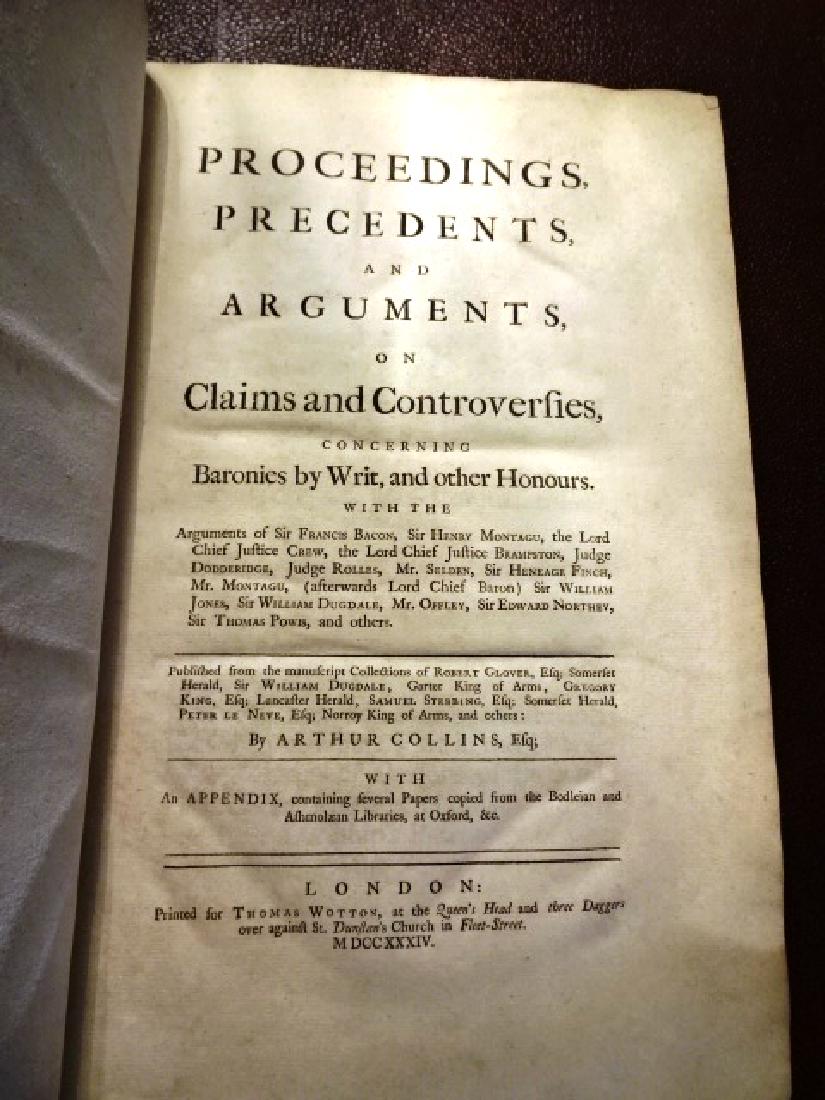 PROCEEDINGS,
PRECEDENTS,
AND
ARGUMENTS,
ON
Claims and Controverſies,
CONCERNING
Baronies by Writ, and other Honours.
WITH THE
Arguments of Sir FRANCIS BACON, Sir HENRY MONTAGU, the Lord
Chief Juſtice CREW, the Lord Chief Juſtice BRAMPSTON, Judge
DODDERIDGE, Judge ROLLES, Mr. SELDEN, Sir HENEAGE FINCH,
Mr. MONTAGU, (afterwards Lord Chief Baron) Sir WILLIAM
JONES, Sir WILLIAM DUGDALE, Mr. OFFLEY, Sir EDWARD NORTHEY,
Sir THOMAS POWIS, and others.
Publiſhed from the manuſcript Collections of ROBERT GLOVER, Eſq; Somerſet
Herald, Sir WILLIAM DUGDALE, Garter King of Arms, GREGORY
KING, Eſq; Lancaſter Herald, SAMUEL STEBBING, Eſq; Somerſet Herald,
PETER LE NEVE, Eſq; Norroy King of Arms, and others:
By ARTHUR COLLINS, Eſq;
WITH
An APPENDIX, containing ſeveral Papers copied from the Bodleian and
Aſhmolæan Libraries, at Oxford, &c.
LONDON:
Printed for THOMAS WOTTON, at the Queen's Head and three Daggers
over againſt St. Dunſtan's Church in Fleet-Street.
M DCCXXXIV.